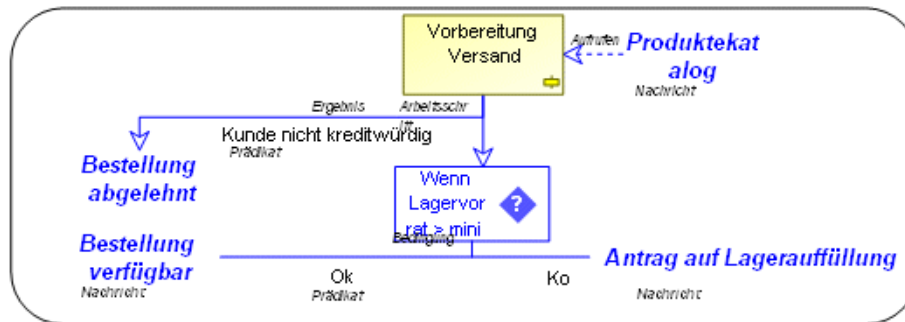 Vorbereitung
Versand
Aufrufen
Produktekat
alog
Nachricht
Ergebnis
Arbeitsschr
itt
Kunde nicht kreditwürdig
Prädikat
Bestellung
abgelehnt
Wenn
Lagervor
rat > mini
?
Bedingung
Bestellung
verfügbar
Nachricht
Ok
Prädikat
Ko
Antrag auf Lagerauffüllung
Nachricht